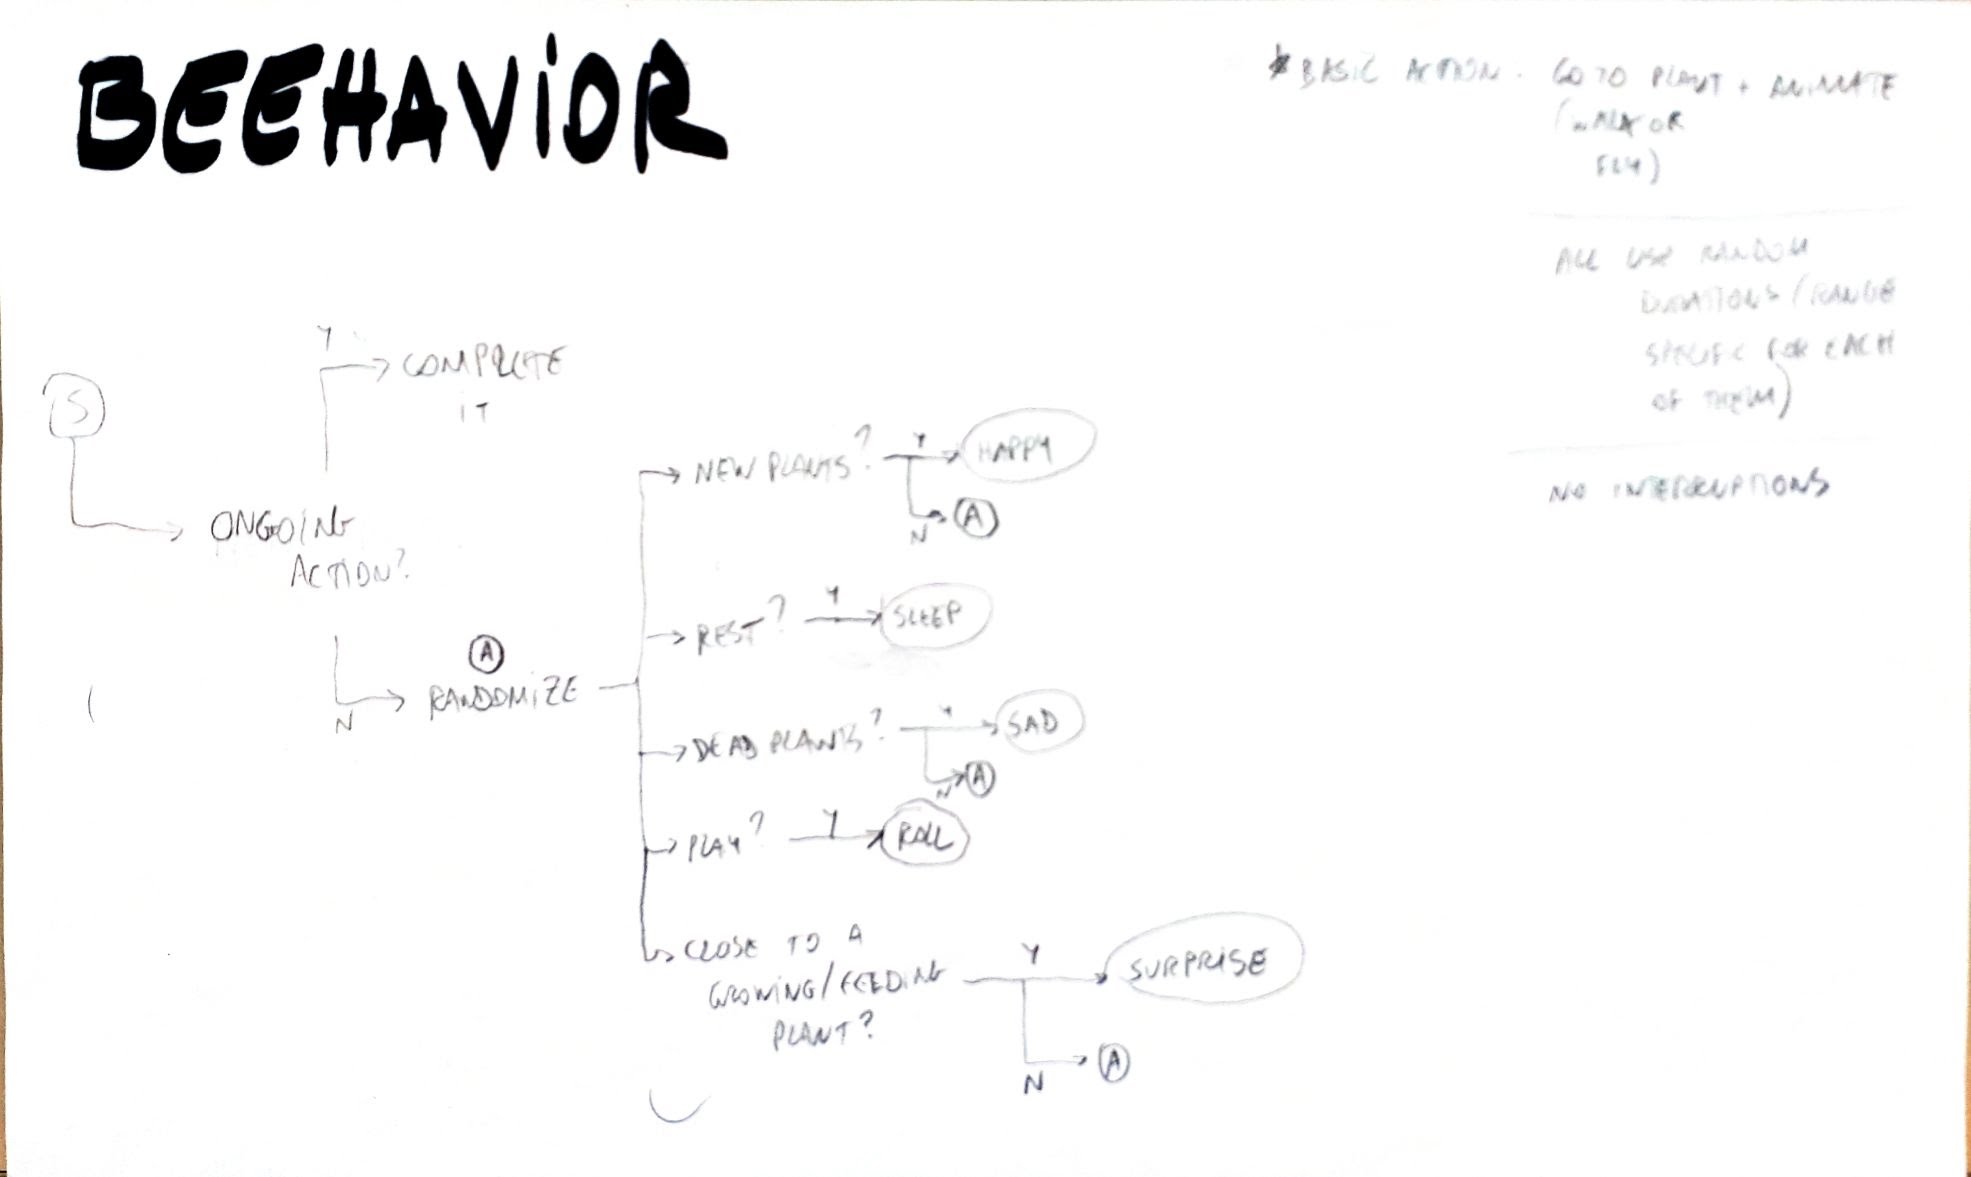 BEEHAVIOR
* BASIC ACTION. GO TO PLANT + ANIMATE
(WALK OR
FLY)
ALL USE RANDOM
DURATIONS (RANGE
SPECIFIC FOR EACH
OF THEM)
NO INTERRUPTIONS
S
ONGOING
ACTION?
Y
COMPLETE
IT
N
A
RANDOMIZE
NEW PLANTS?
Y
HAPPY
N
A
REST?
Y
SLEEP
DEAD PLANTS?
Y
SAD
N
A
PLAY?
Y
ROLL
CLOSE TO A
GROWING/FEEDING
PLANT?
Y
SURPRISE
N
A